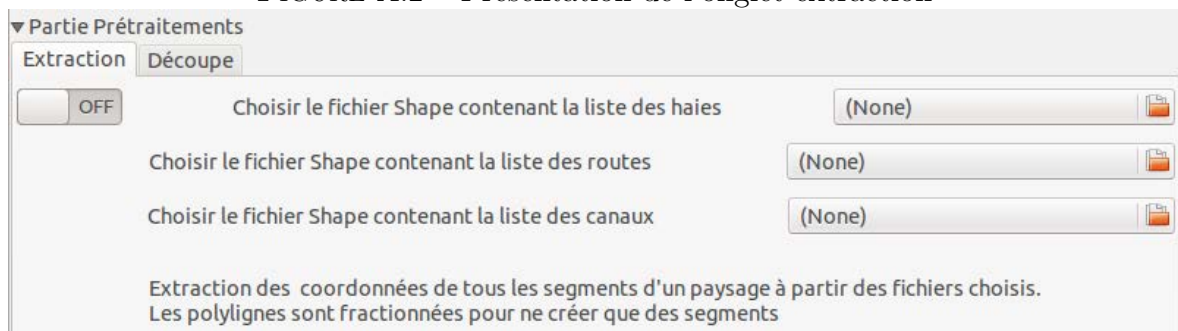 ▼ Partie Prétraitements
Extraction Découpe
OFF Choisir le fichier Shape contenant la liste des haies (None)
Choisir le fichier Shape contenant la liste des routes (None)
Choisir le fichier Shape contenant la liste des canaux (None)
Extraction des coordonnées de tous les segments d'un paysage à partir des fichiers choisis.
Les polylignes sont fractionnées pour ne créer que des segments